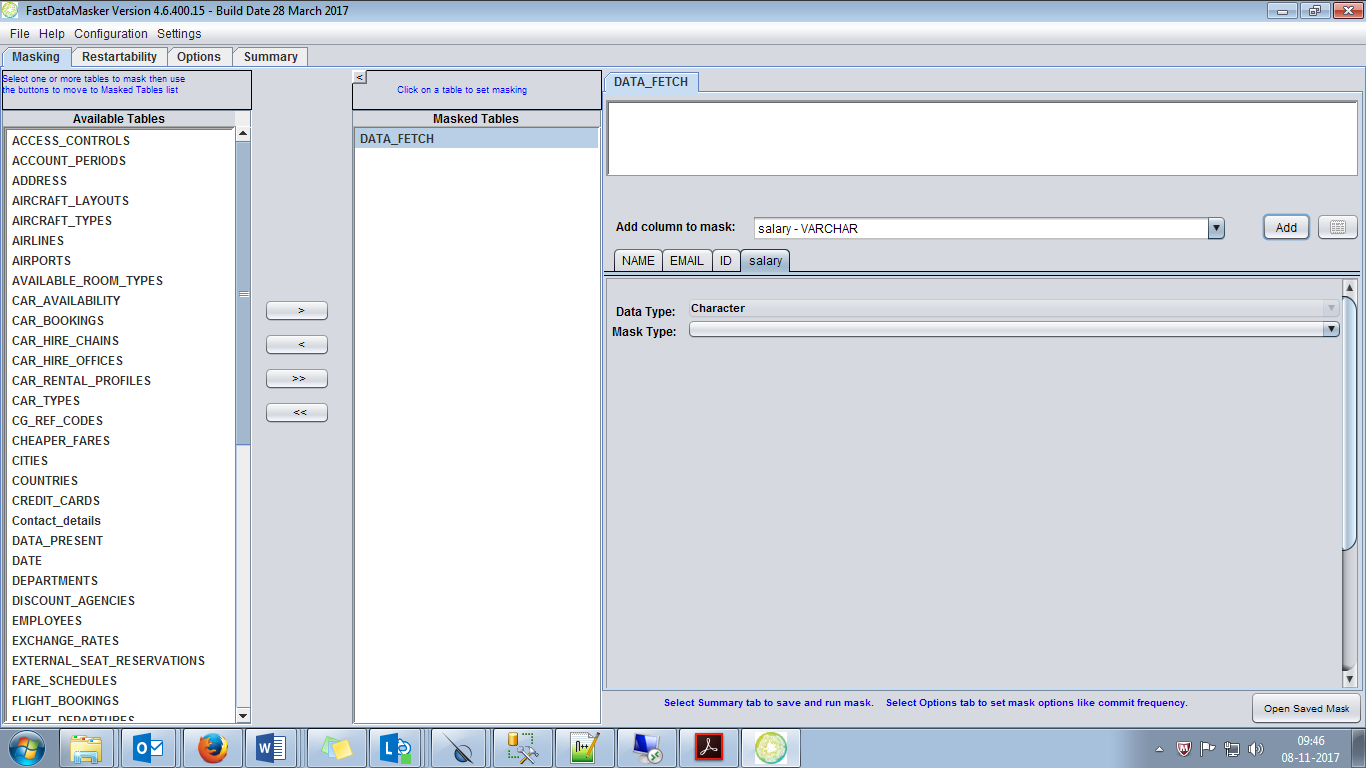 FastDataMasker Version 4.6.400.15 - Build Date 28 March 2017
File Help Configuration Settings
Masking Restartability Options Summary
Select one or more tables to mask then use
the buttons to move to Masked Tables list
Available Tables
ACCESS_CONTROLS
ACCOUNT_PERIODS
ADDRESS
AIRCRAFT_LAYOUTS
AIRCRAFT_TYPES
AIRLINES
AIRPORTS
AVAILABLE_ROOM_TYPES
CAR_AVAILABILITY
CAR_BOOKINGS
CAR_HIRE_CHAINS
CAR_HIRE_OFFICES
CAR_RENTAL_PROFILES
CAR_TYPES
CG_REF_CODES
CHEAPER_FARES
CITIES
COUNTRIES
CREDIT_CARDS
Contact_details
DATA_PRESENT
DATE
DEPARTMENTS
DISCOUNT_AGENCIES
EMPLOYEES
EXCHANGE_RATES
EXTERNAL_SEAT_RESERVATIONS
FARE_SCHEDULES
FLIGHT_BOOKINGS
FLIGHT_DEPARTURES
>
<
>>
<<
<
Click on a table to set masking
Masked Tables
DATA_FETCH
DATA_FETCH
Add column to mask: salary - VARCHAR Add
NAME EMAIL ID salary
Data Type: Character
Mask Type:
Select Summary tab to save and run mask. Select Options tab to set mask options like commit frequency.
Open Saved Mask
09:46
08-11-2017